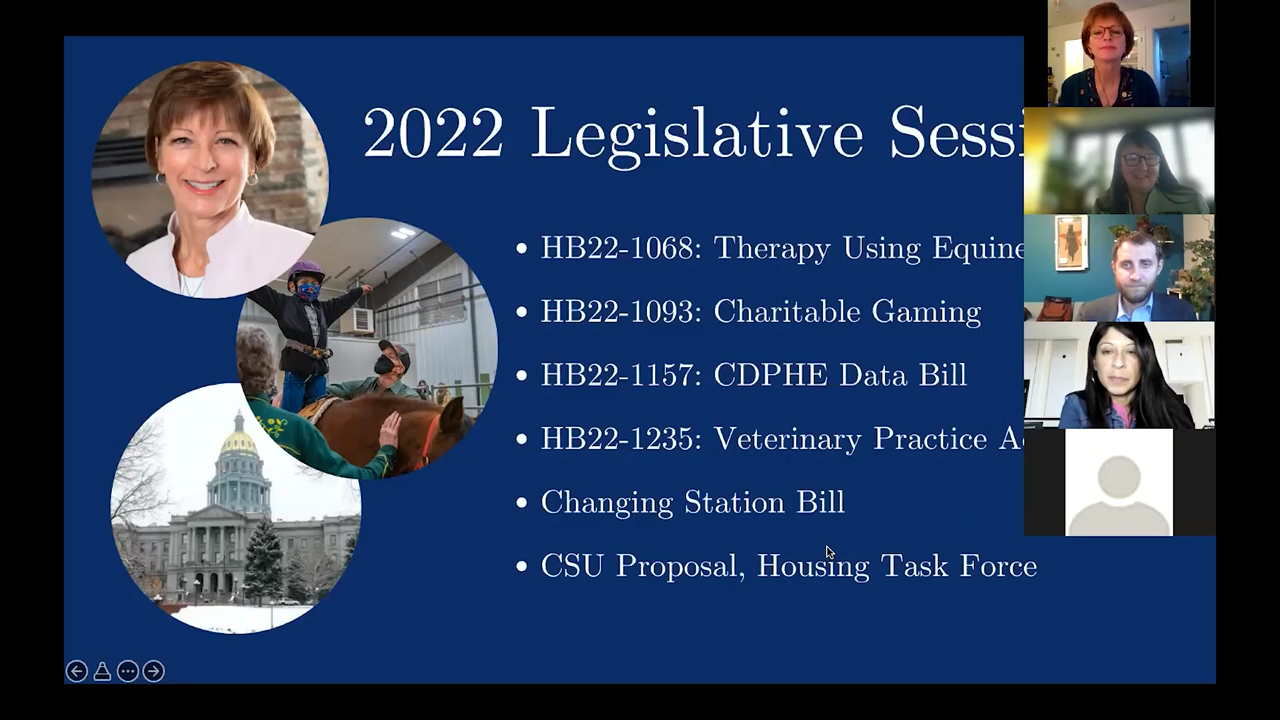 2022 Legislative Sessi
HB22-1068: Therapy Using Equine
HB22-1093: Charitable Gaming
HB22-1157: CDPHE Data Bill
HB22-1235: Veterinary Practice A
Changing Station Bill
CSU Proposal, Housing Task Force